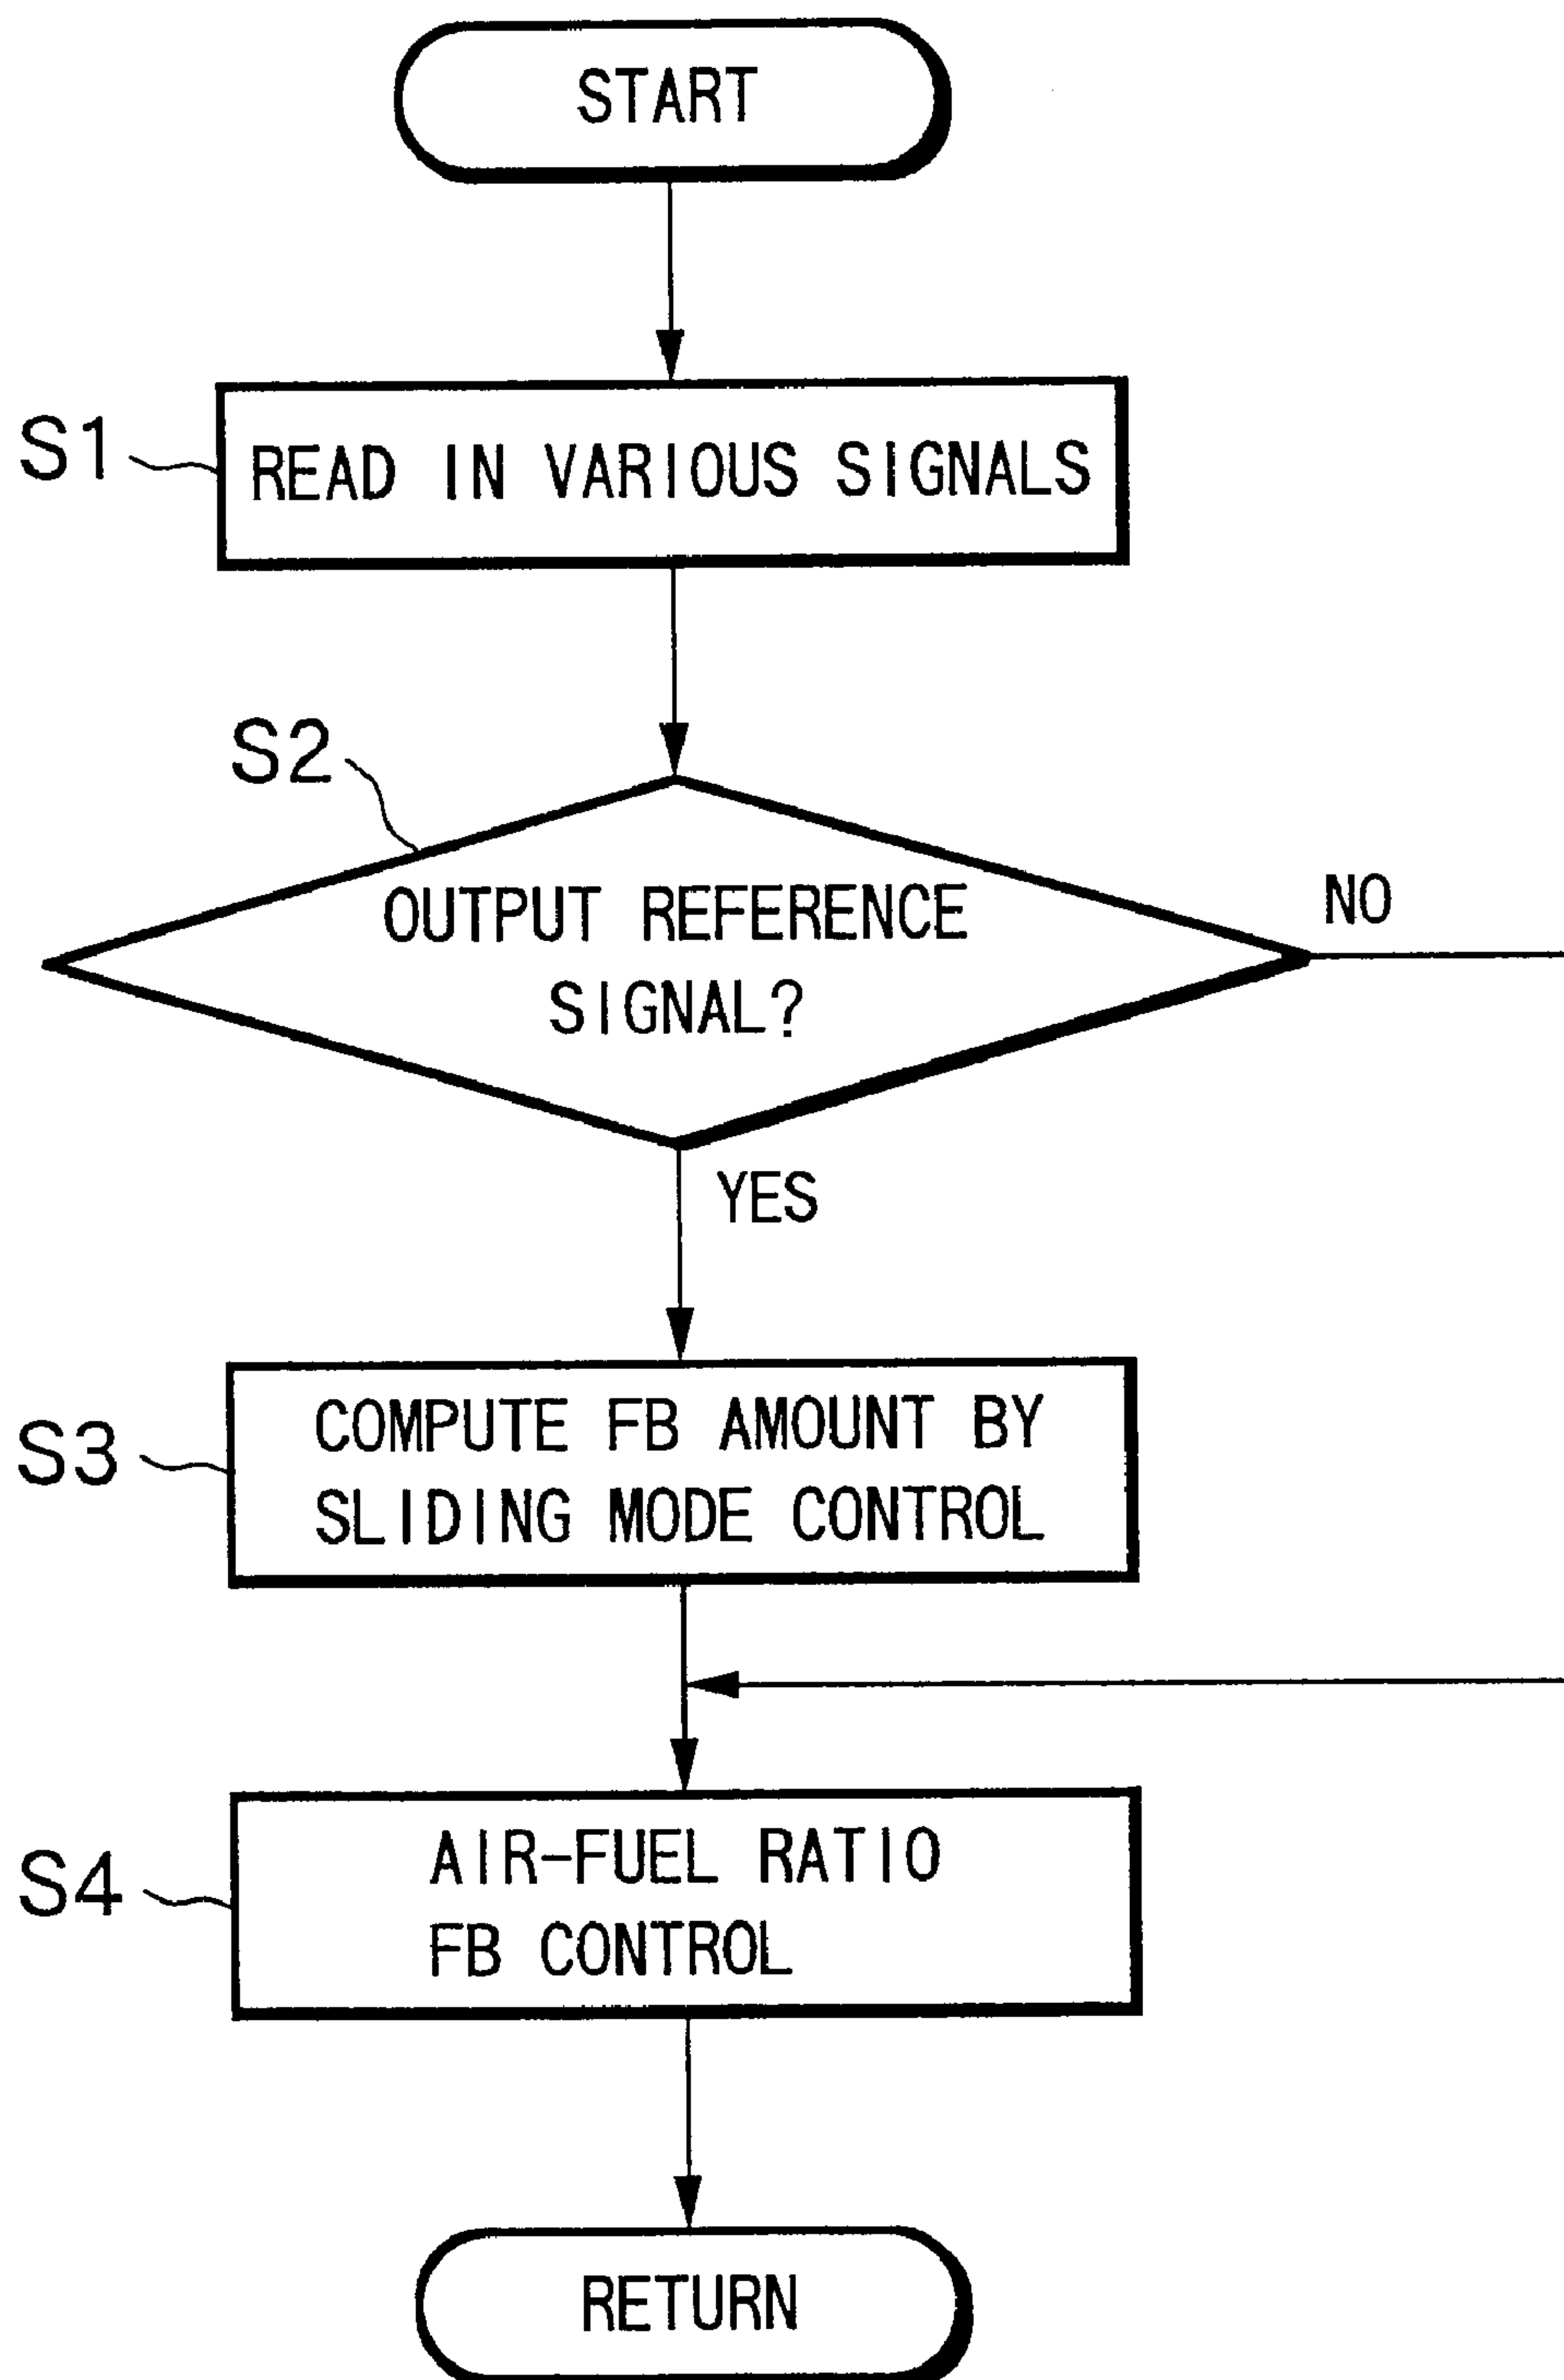 START
S1
READ IN VARIOUS SIGNALS
S2
OUTPUT REFERENCE
SIGNAL?
NO
YES
S3
COMPUTE FB AMOUNT BY
SLIDING MODE CONTROL
S4
AIR-FUEL RATIO
FB CONTROL
RETURN